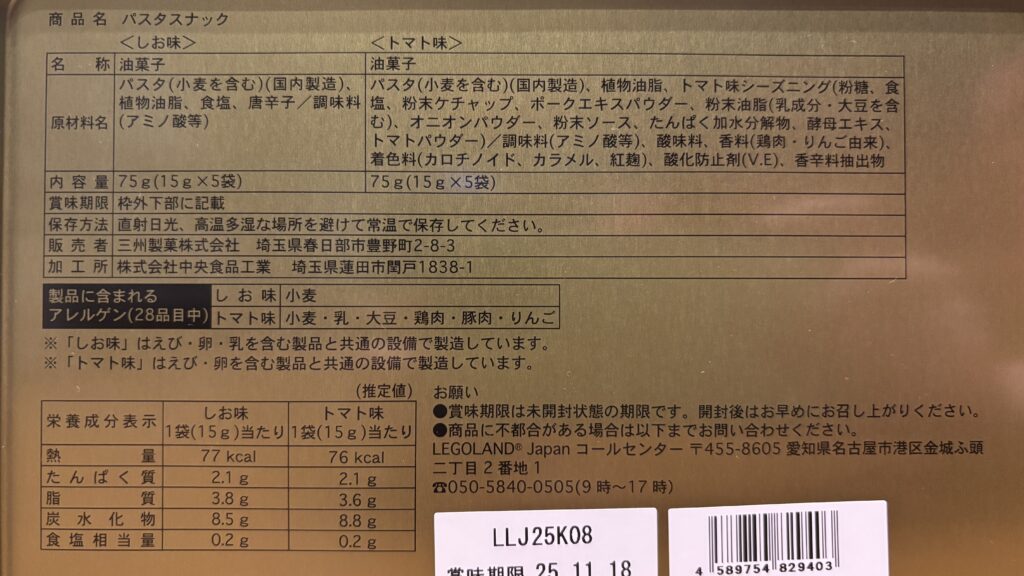 商品名 パスタスナック
＜しお味＞ ＜トマト味＞
名称 油菓子 油菓子
原材料名
パスタ(小麦を含む)(国内製造)、
植物油脂、食塩、唐辛子／調味料
(アミノ酸等)
パスタ(小麦を含む)(国内製造)、植物油脂、トマト味シーズニング(粉糖、食
塩、粉末ケチャップ、ポークエキスパウダー、粉末油脂(乳成分・大豆を含
む)、オニオンパウダー、粉末ソース、たんぱく加水分解物、酵母エキス、
トマトパウダー)／調味料(アミノ酸等)、酸味料、香料(鶏肉・りんご由来)、
着色料(カロチノイド、カラメル、紅麹)、酸化防止剤(V.E)、香辛料抽出物
内容量 75g(15g×5袋) 75g(15g×5袋)
賞味期限 枠外下部に記載
保存方法 直射日光、高温多湿な場所を避けて常温で保存してください。
販売者 三州製菓株式会社 埼玉県春日部市豊野町2-8-3
加工所 株式会社中央食品工業 埼玉県蓮田市閏戸1838-1
製品に含まれる
アレルゲン(28品目中)
しお味 小麦
トマト味 小麦・乳・大豆・鶏肉・豚肉・りんご
※「しお味」はえび・卵・乳を含む製品と共通の設備で製造しています。
※「トマト味」はえび・卵を含む製品と共通の設備で製造しています。
(推定値)
栄養成分表示 しお味 1袋(15g)当たり トマト味 1袋(15g)当たり
熱量 77 kcal 76 kcal
たんぱく質 2.1 g 2.1 g
脂質 3.8 g 3.6 g
炭水化物 8.5 g 8.8 g
食塩相当量 0.2 g 0.2 g
お願い
●賞味期限は未開封状態の期限です。開封後はお早めにお召し上がりください。
●商品に不都合がある場合は以下までお問い合わせください。
LEGOLAND® Japan コールセンター 〒455-8605 愛知県名古屋市港区金城ふ頭
二丁目2番地1
☎050-5840-0505(9時～17時)
LLJ25K08
賞味期限 25.11.18
4 589754 829403